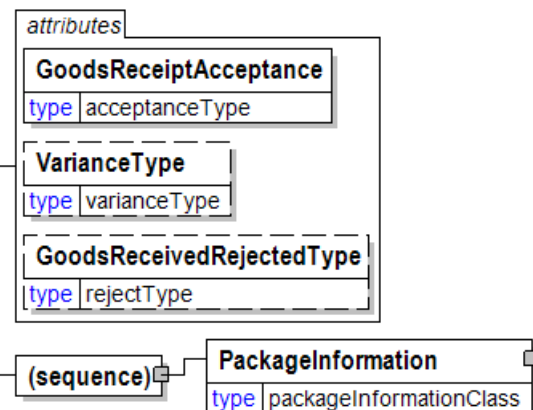 attributes
GoodsReceiptAcceptance
type acceptanceType
VarianceType
type varianceType
GoodsReceivedRejectedType
type rejectType
(sequence)
PackageInformation
type packageInformationClass